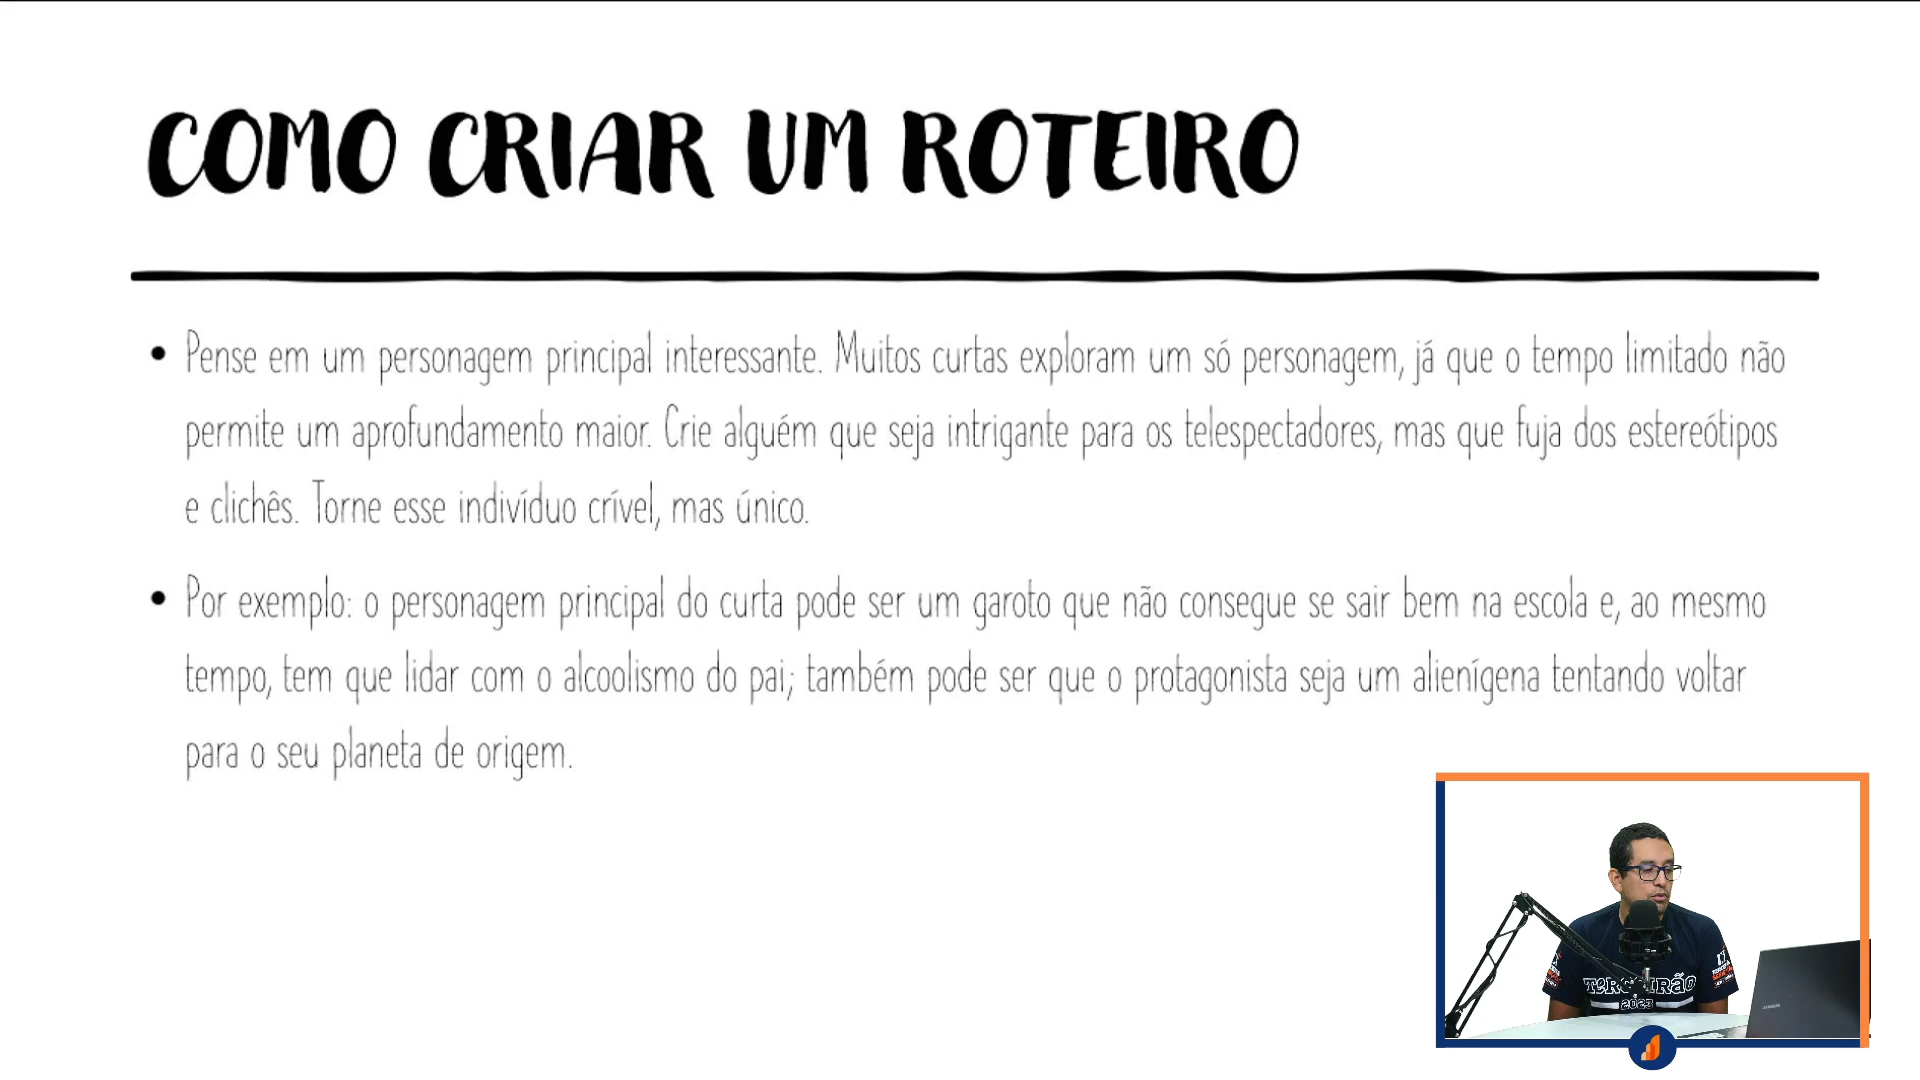 COMO CRIAR UM ROTEIRO
• Pense em um personagem principal interessante. Muitos curtas exploram um só personagem, já que o tempo limitado não
permite um aprofundamento maior. Crie alguém que seja intrigante para os telespectadores, mas que fuja dos estereótipos
e clichês. Torne esse indivíduo crível, mas único.
• Por exemplo: o personagem principal do curta pode ser um garoto que não consegue se sair bem na escola e, ao mesmo
tempo, tem que lidar com o alcoolismo do pai; também pode ser que o protagonista seja um alienígena tentando voltar
para o seu planeta de origem.
TERCEIRÃO
2023
SAMSUNG